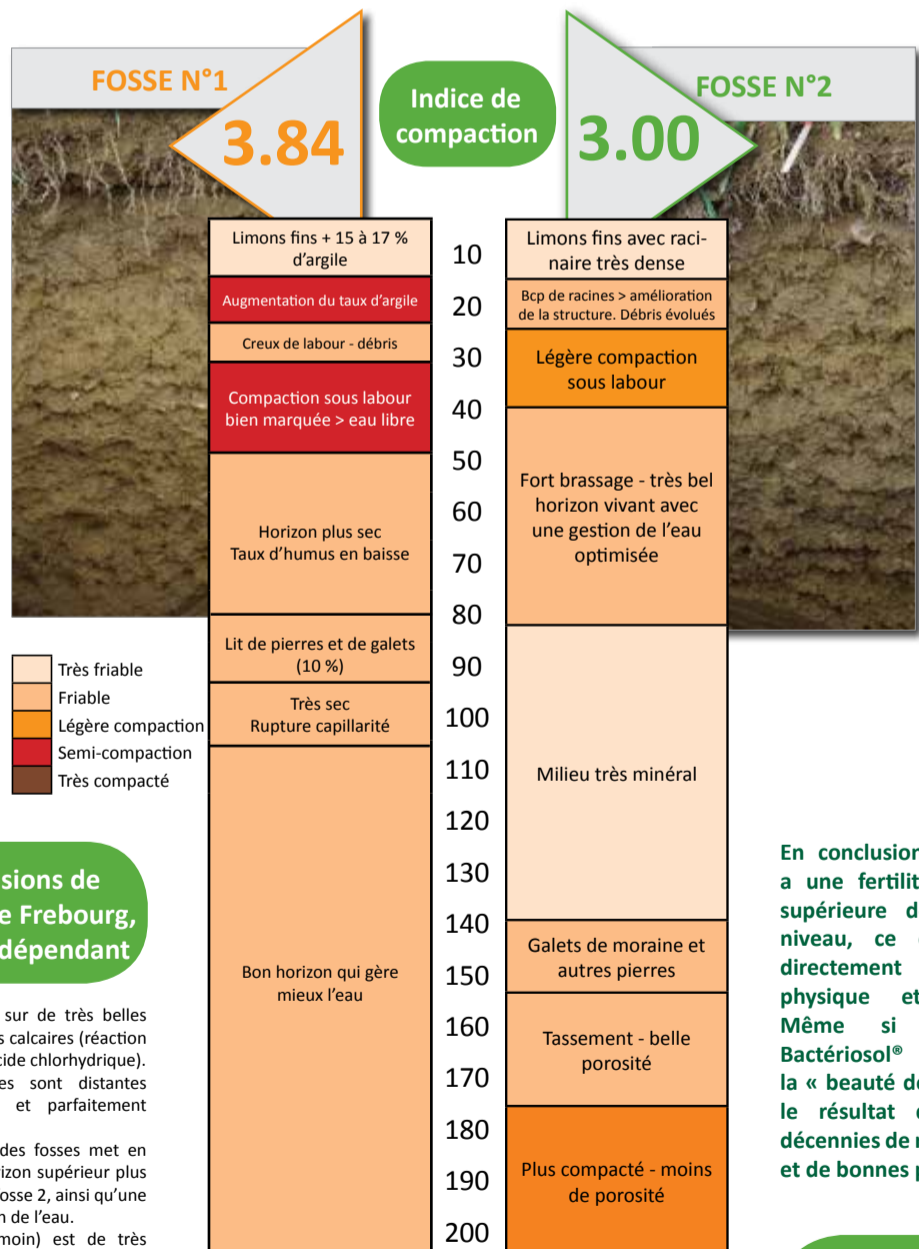 FOSSE N°1
3.84
Indice de
compaction
FOSSE N°2
3.00
Limons fins + 15 à 17 %
d'argile
Augmentation du taux d'argile
Creux de labour - débris
Compaction sous labour
bien marquée > eau libre
Horizon plus sec
Taux d'humus en baisse
Lit de pierres et de galets
(10 %)
Très sec
Rupture capillarité
Bon horizon qui gère
mieux l'eau
10
20
30
40
50
60
70
80
90
100
110
120
130
140
150
160
170
180
190
200
Limons fins avec raci-
naire très dense
Bcp de racines > amélioration
de la structure. Débris évolués
Légère compaction
sous labour
Fort brassage - très bel
horizon vivant avec
une gestion de l'eau
optimisée
Milieu très minéral
Galets de moraine et
autres pierres
Tassement - belle
porosité
Plus compacté - moins
de porosité
Très friable
Friable
Légère compaction
Semi-compaction
Très compacté
sions de
e Frebourg,
dépendant
sur de très belles
s calcaires (réaction
cide chlorhydrique).
es sont distantes
et parfaitement
des fosses met en
rizon supérieur plus
fosse 2, ainsi qu'une
n de l'eau.
moin) est de très
En conclusion
a une fertilit
supérieure d
niveau, ce
directement
physique et
Même si
Bactériosol®
la « beauté de
le résultat
décennies de
et de bonnes p